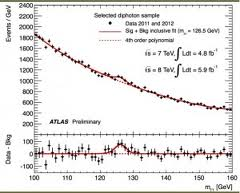 Selected diphoton sample
Data 2011 and 2012
Sig + Bkg inclusive fit (mH = 126.5 GeV)
4th order polynomial
√s = 7 TeV, ∫ Ldt = 4.8 fb⁻¹
√s = 8 TeV, ∫ Ldt = 5.9 fb⁻¹
ATLAS Preliminary
Events / 2 GeV
2400
2200
2000
1800
1600
1400
1200
1000
800
600
400
200
Data - Bkg
100
0
-100
100 110 120 130 140 150 160
[GeV]